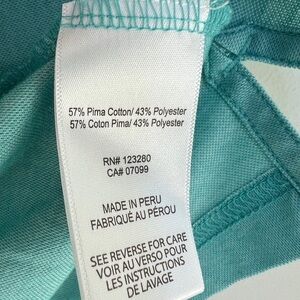 57% Pima Cotton/ 43% Polyester
57% Coton Pima/ 43% Polyester
RN# 123280
CA# 07099
MADE IN PERU
FABRIQUÉ AU PÉROU
SEE REVERSE FOR CARE
VOIR AU VERSO POUR
LES INSTRUCTIONS
DE LAVAGE